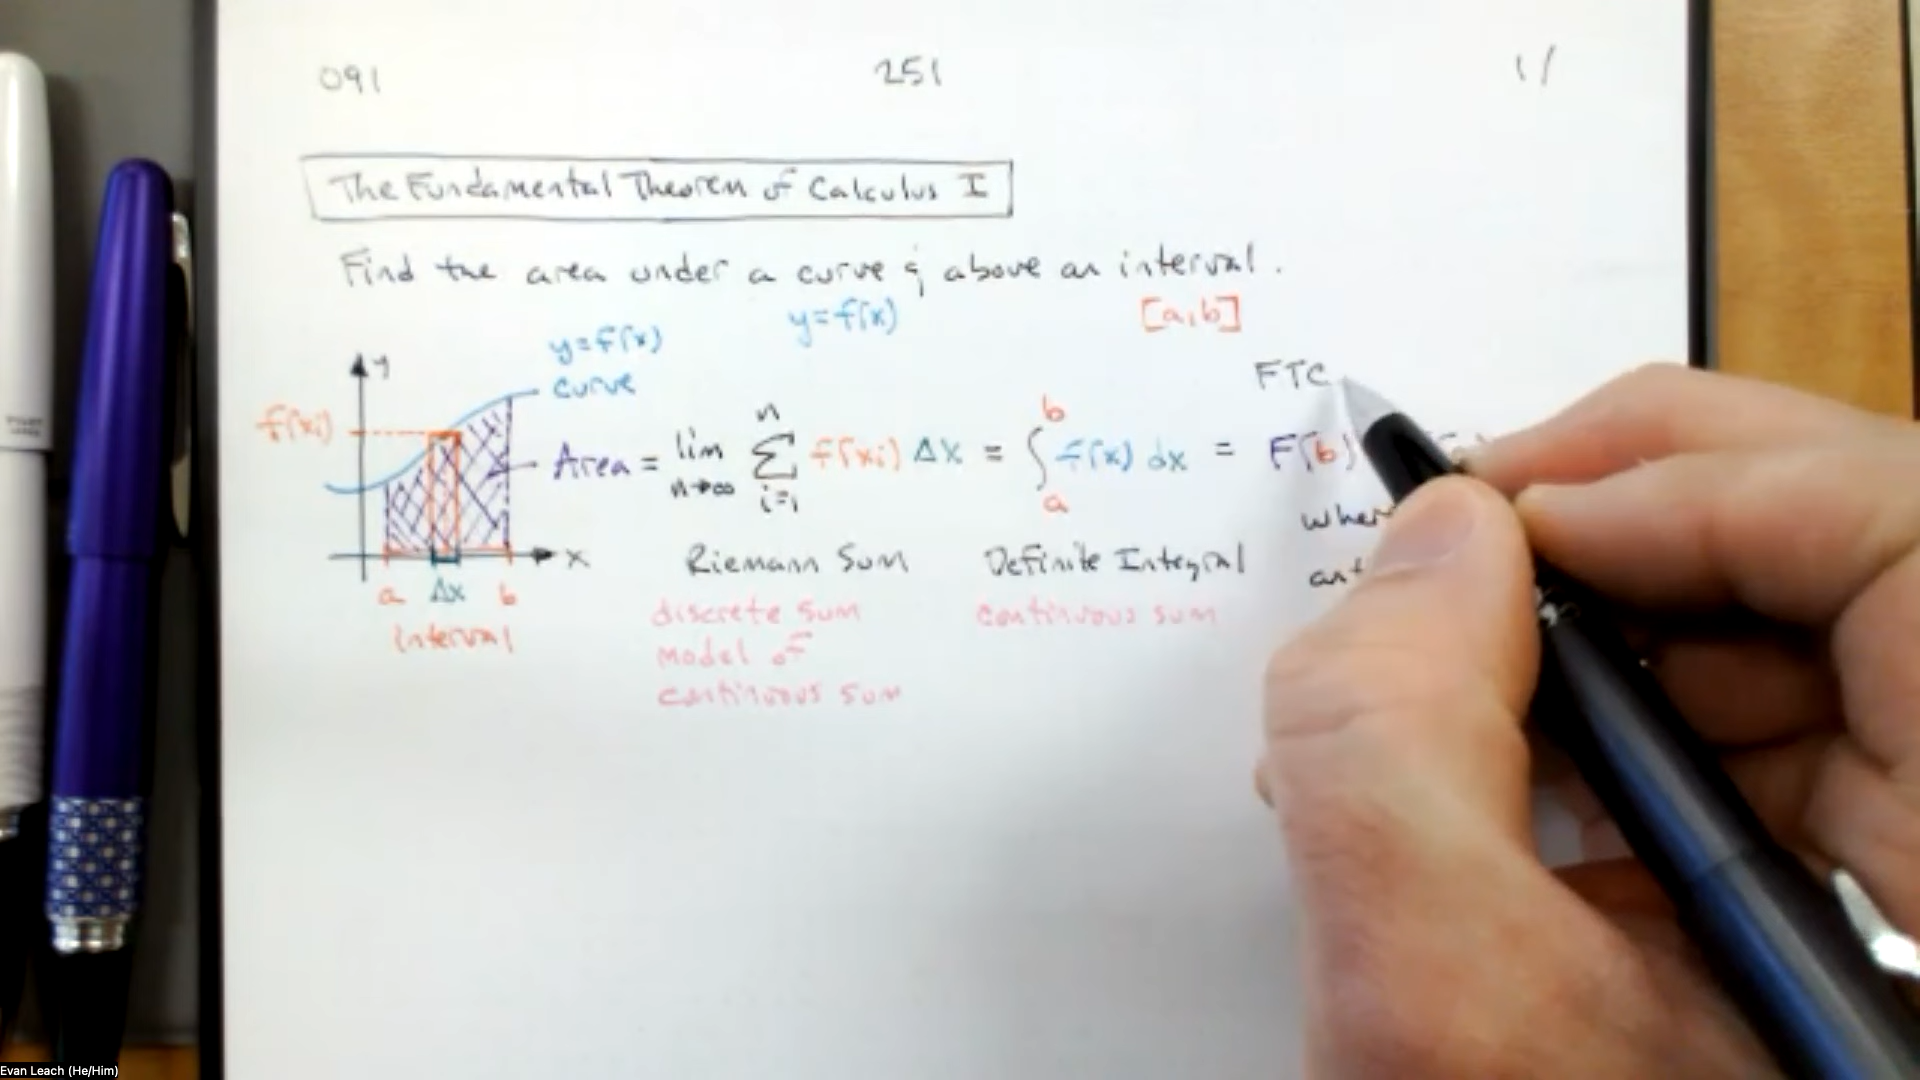 091 251 1/
The Fundamental Theorem of Calculus I
Find the area under a curve & above an interval.
y=f(x) [a,b]
y=f(x)
curve
y
FTC
f(xi)
Area = lim n→∞ n Σ i=1 f(xi) Δx = ∫ b a f(x) dx = F(b)
x
a Δx b
Interval
Riemann Sum Definite Integral
discrete sum continuous sum
model of
continuous sum
Evan Leach (He/Him)